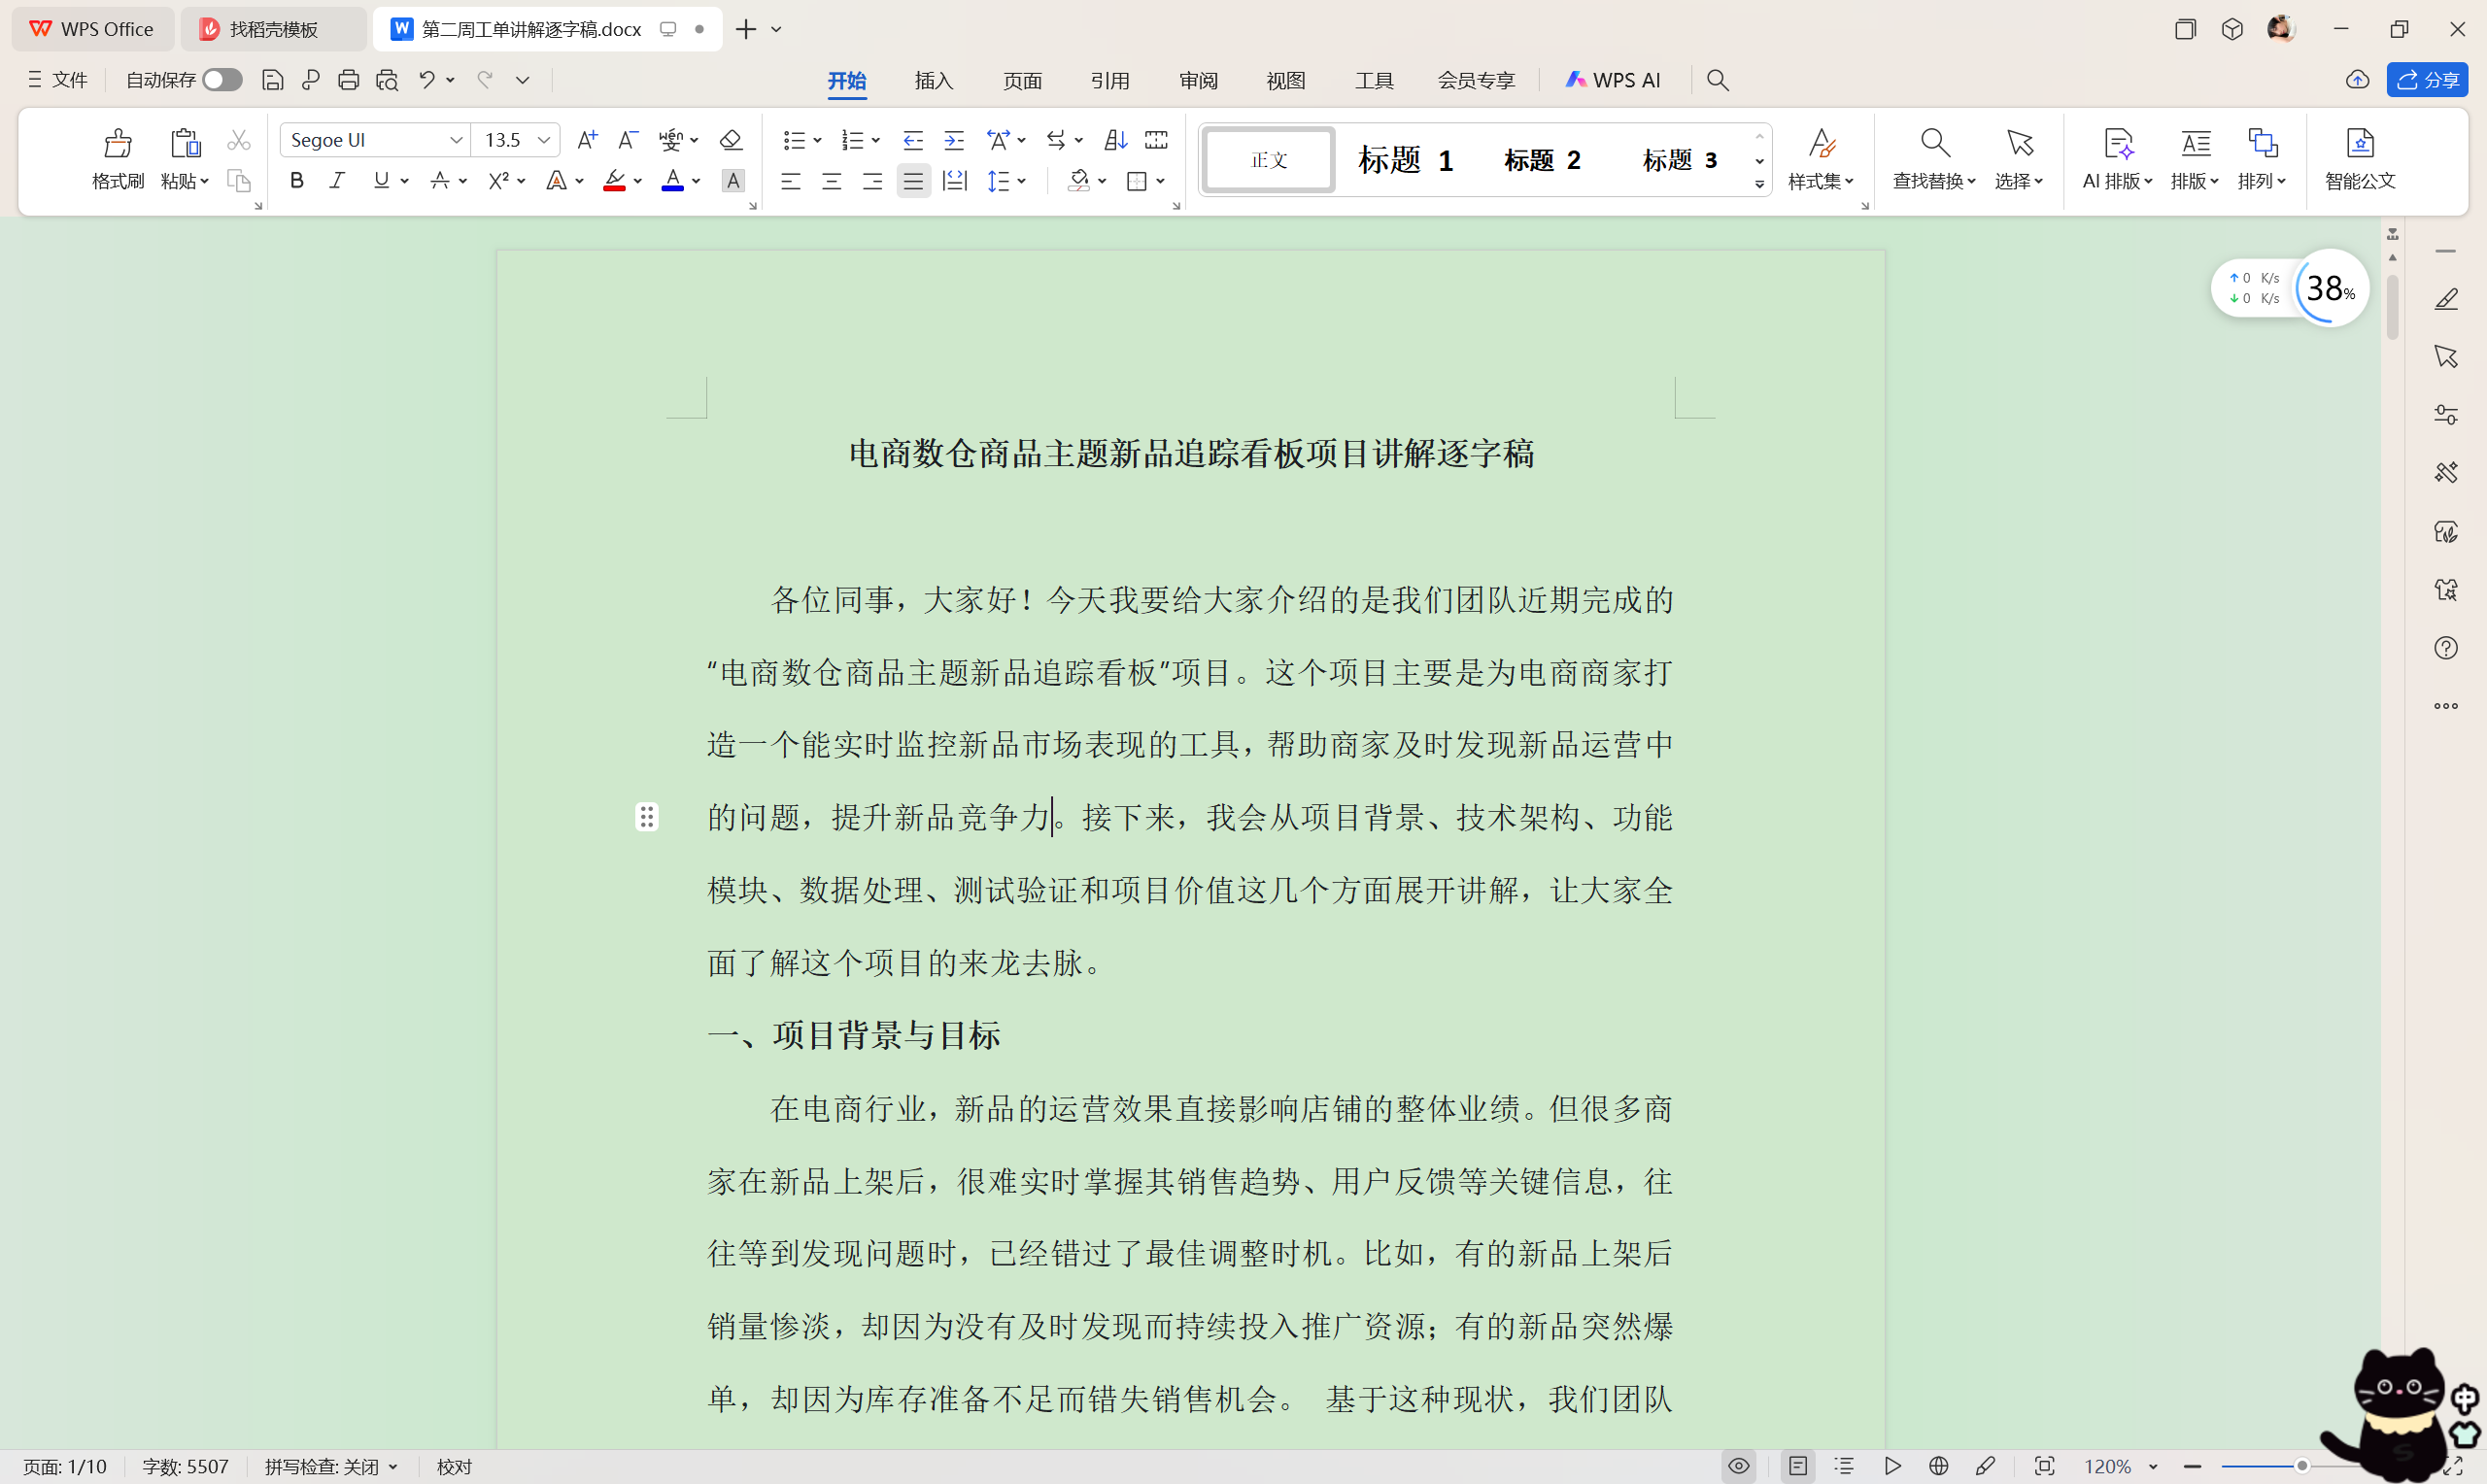 WPS Office
找稻壳模板
第二周工单讲解逐字稿.docx
文件
自动保存
开始
插入
页面
引用
审阅
视图
工具
会员专享
WPS AI
分享
格式刷
粘贴
Segoe UI
13.5
正文
标题 1
标题 2
标题 3
样式集
查找替换
选择
AI 排版
排版
排列
智能公文
0 K/s
0 K/s
38%
电商数仓商品主题新品追踪看板项目讲解逐字稿
各位同事，大家好！今天我要给大家介绍的是我们团队近期完成的
“电商数仓商品主题新品追踪看板”项目。这个项目主要是为电商商家打
造一个能实时监控新品市场表现的工具，帮助商家及时发现新品运营中
的问题，提升新品竞争力。接下来，我会从项目背景、技术架构、功能
模块、数据处理、测试验证和项目价值这几个方面展开讲解，让大家全
面了解这个项目的来龙去脉。
一、项目背景与目标
在电商行业，新品的运营效果直接影响店铺的整体业绩。但很多商
家在新品上架后，很难实时掌握其销售趋势、用户反馈等关键信息，往
往等到发现问题时，已经错过了最佳调整时机。比如，有的新品上架后
销量惨淡，却因为没有及时发现而持续投入推广资源；有的新品突然爆
单，却因为库存准备不足而错失销售机会。 基于这种现状，我们团队
中
页面: 1/10
字数: 5507
拼写检查: 关闭
校对
120%